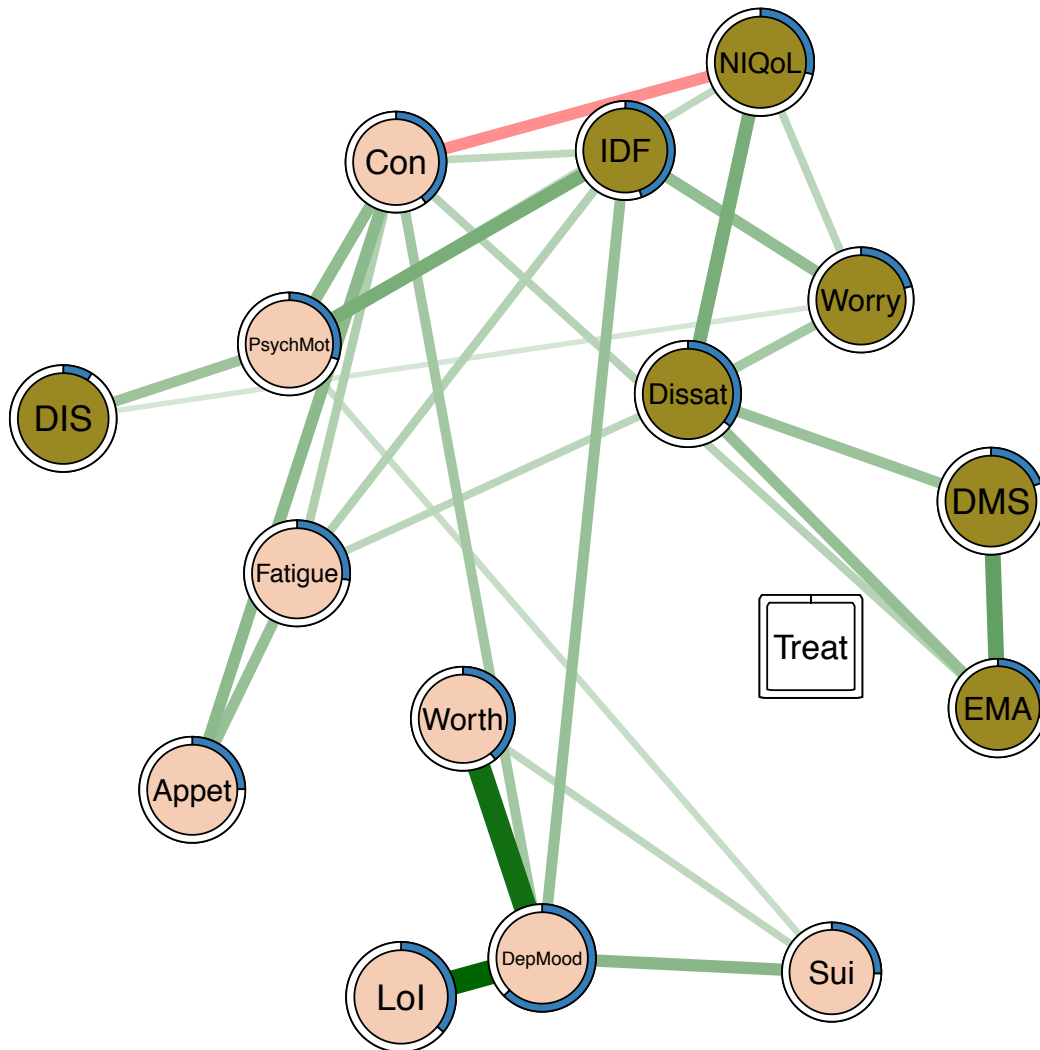 NIQoL
IDF
Con
Worry
PsychMot
Dissat
DIS
DMS
Fatigue
Treat
EMA
Worth
Appet
DepMood
Sui
LoI